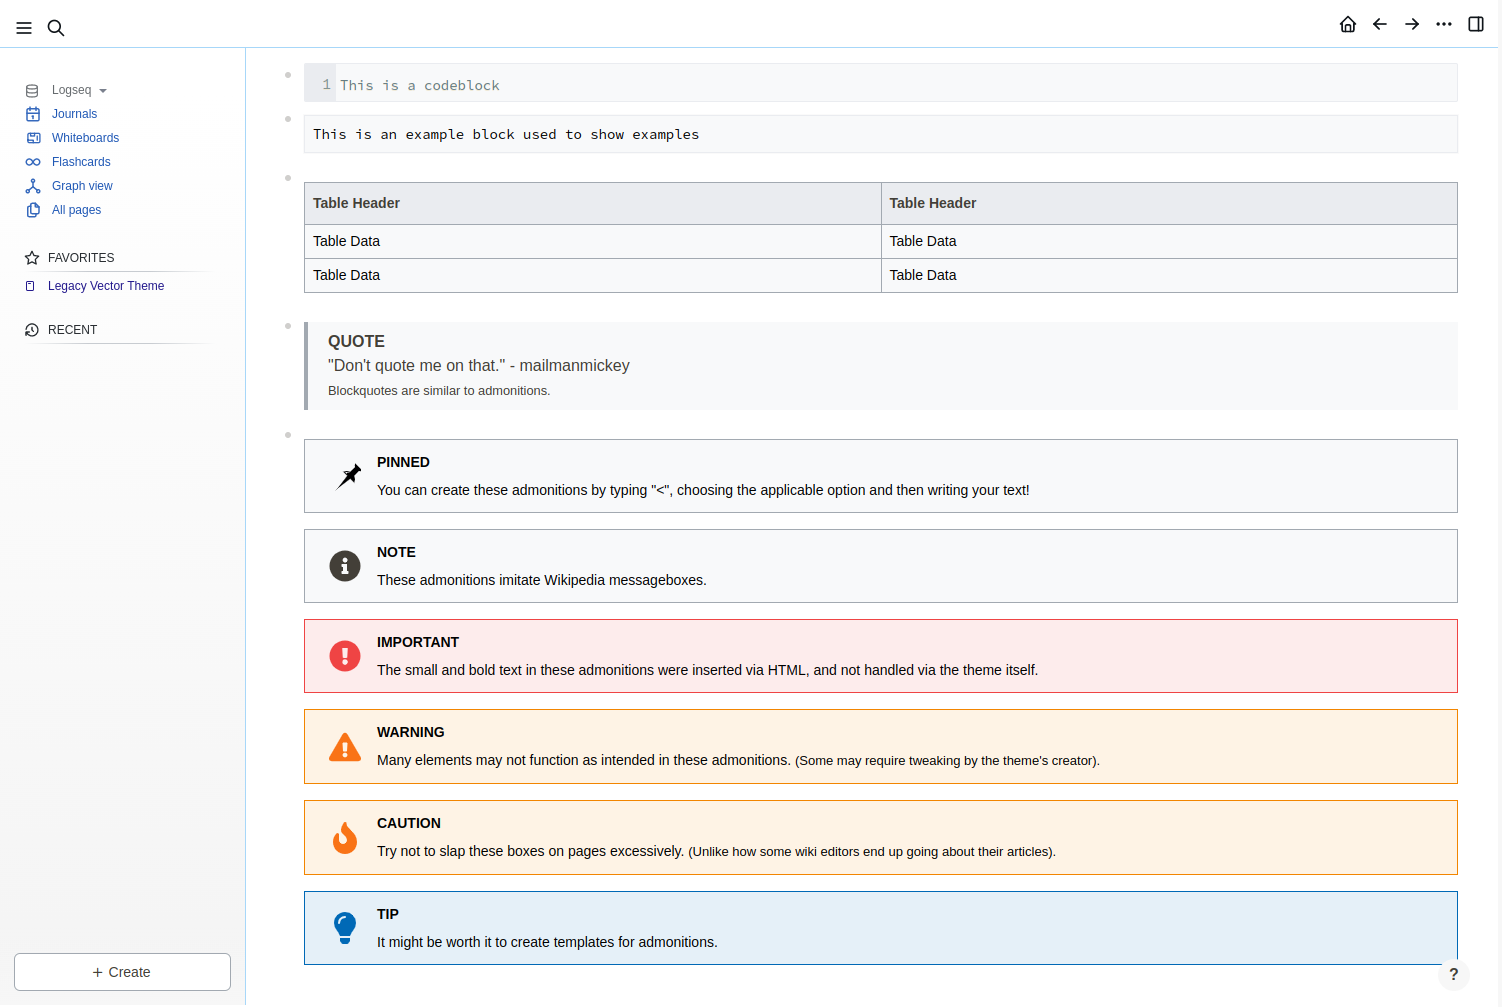 Logseq
Journals
Whiteboards
Flashcards
Graph view
All pages
FAVORITES
Legacy Vector Theme
RECENT
+ Create
1 This is a codeblock
This is an example block used to show examples
Table Header Table Header
Table Data Table Data
Table Data Table Data
QUOTE
"Don't quote me on that." - mailmanmickey
Blockquotes are similar to admonitions.
PINNED
You can create these admonitions by typing "<", choosing the applicable option and then writing your text!
NOTE
These admonitions imitate Wikipedia messageboxes.
IMPORTANT
The small and bold text in these admonitions were inserted via HTML, and not handled via the theme itself.
WARNING
Many elements may not function as intended in these admonitions. (Some may require tweaking by the theme's creator).
CAUTION
Try not to slap these boxes on pages excessively. (Unlike how some wiki editors end up going about their articles).
TIP
It might be worth it to create templates for admonitions.
?